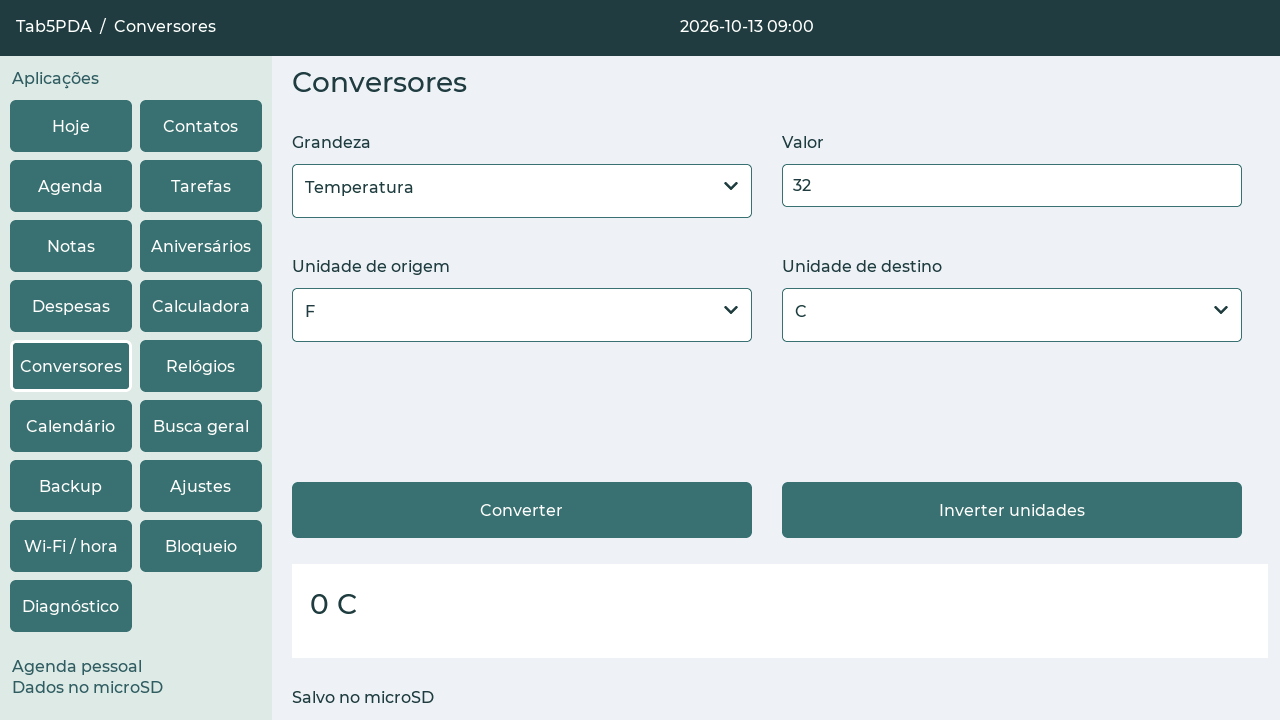 Tab5PDA / Conversores
2026-10-13 09:00
Aplicações
Hoje
Contatos
Agenda
Tarefas
Notas
Aniversários
Despesas
Calculadora
Conversores
Relógios
Calendário
Busca geral
Backup
Ajustes
Wi-Fi / hora
Bloqueio
Diagnóstico
Agenda pessoal
Dados no microSD
Conversores
Grandeza
Valor
Temperatura
32
Unidade de origem
Unidade de destino
F
C
Converter
Inverter unidades
0 C
Salvo no microSD